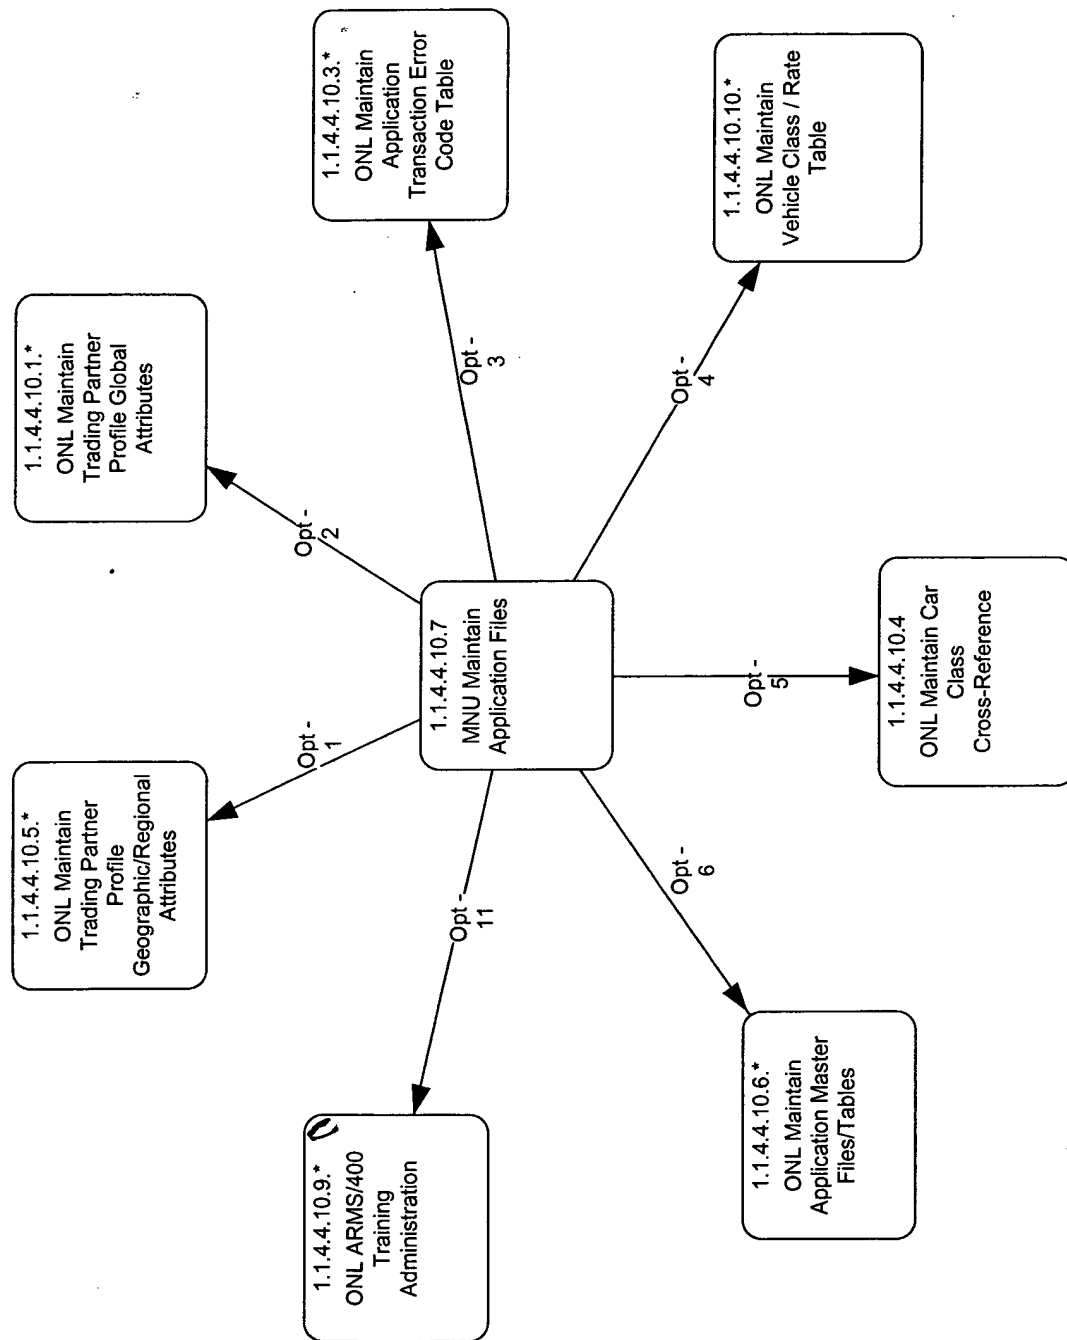 1.1.4.4.10.3.*
ONL Maintain
Application
Transaction Error
Code Table
1.1.4.4.10.10.*
ONL Maintain
Vehicle Class / Rate
Table
1.1.4.4.10.1.*
ONL Maintain
Trading Partner
Profile Global
Attributes
Opt -
3
Opt -
4
Opt -
2
1.1.4.4.10.7
MNU Maintain
Application Files
1.1.4.4.10.4
ONL Maintain Car
Class
Cross-Reference
Opt -
5
Opt -
1
1.1.4.4.10.5.*
ONL Maintain
Trading Partner
Profile
Geographic/Regional
Attributes
Opt -
11
Opt -
6
1.1.4.4.10.9.*
ONL ARMS/400
Training
Administration
1.1.4.4.10.6.*
ONL Maintain
Application Master
Files/Tables